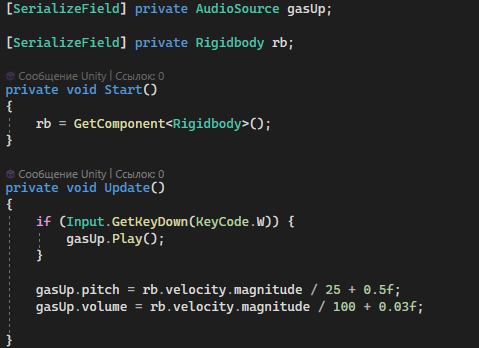 [SerializeField] private AudioSource gasUp;
[SerializeField] private Rigidbody rb;
Сообщение Unity | Ссылок: 0
private void Start()
{
rb = GetComponent<Rigidbody>();
}
Сообщение Unity | Ссылок: 0
private void Update()
{
if (Input.GetKeyDown(KeyCode.W)) {
gasUp.Play();
}
gasUp.pitch = rb.velocity.magnitude / 25 + 0.5f;
gasUp.volume = rb.velocity.magnitude / 100 + 0.03f;
}